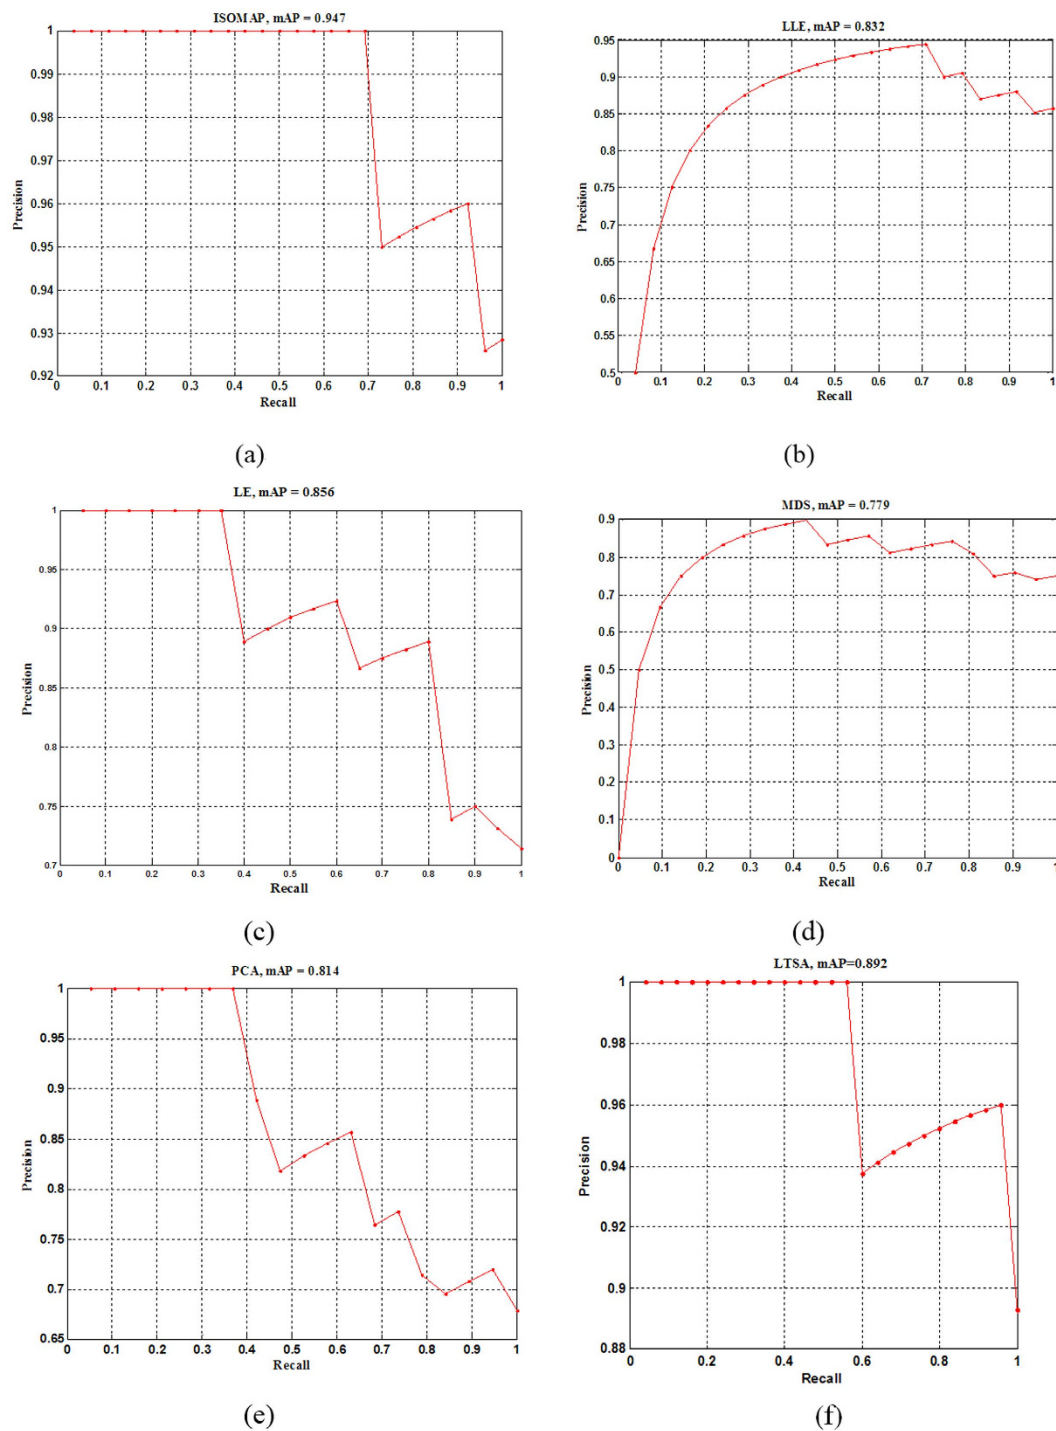 ISOMAP, mAP = 0.947
1
0.99
0.98
0.97
0.96
0.95
0.94
0.93
0.92
Precision
0 0.1 0.2 0.3 0.4 0.5 0.6 0.7 0.8 0.9 1
Recall
(a)
LLE, mAP = 0.832
0.95
0.9
0.85
0.8
0.75
0.7
0.65
0.6
0.55
0.5
Precision
0 0.1 0.2 0.3 0.4 0.5 0.6 0.7 0.8 0.9 1
Recall
(b)
LE, mAP = 0.856
1
0.95
0.9
0.85
0.8
0.75
0.7
Precision
0 0.1 0.2 0.3 0.4 0.5 0.6 0.7 0.8 0.9 1
Recall
(c)
MDS, mAP = 0.779
0.9
0.8
0.7
0.6
0.5
0.4
0.3
0.2
0.1
0
Precision
0 0.1 0.2 0.3 0.4 0.5 0.6 0.7 0.8 0.9 1
Recall
(d)
PCA, mAP = 0.814
1
0.95
0.9
0.85
0.8
0.75
0.7
0.65
Precision
0 0.1 0.2 0.3 0.4 0.5 0.6 0.7 0.8 0.9 1
Recall
(e)
LTSA, mAP=0.892
1
0.98
0.96
0.94
0.92
0.9
0.88
Precision
0 0.2 0.4 0.6 0.8 1
Recall
(f)